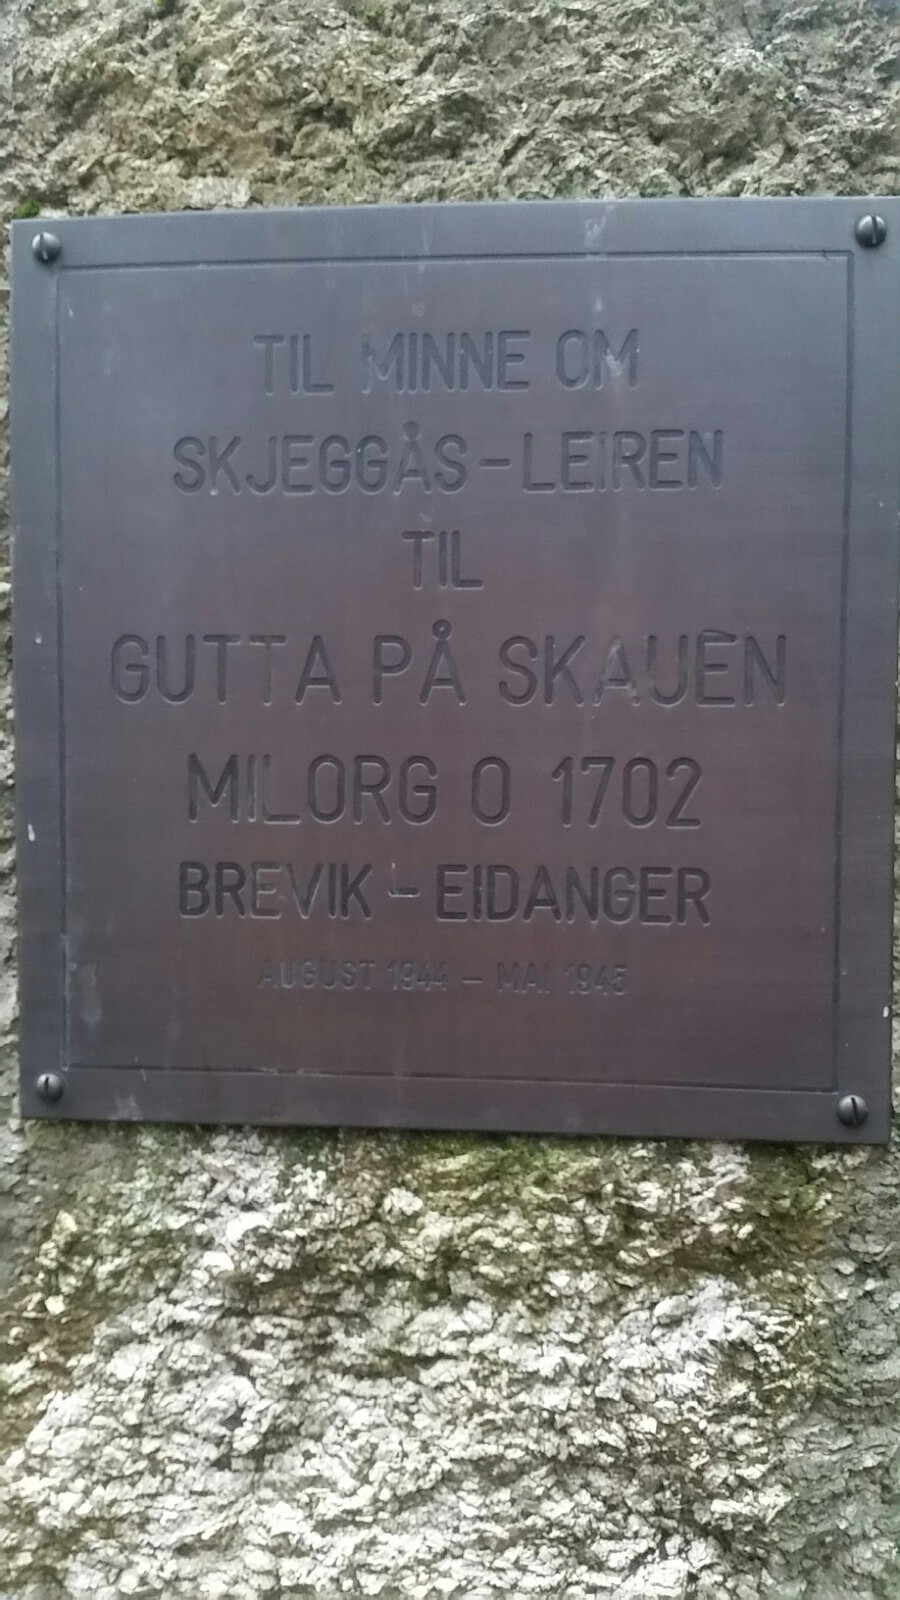 TIL MINNE OM
SKJEGGÅS-LEIREN
TIL
GUTTA PÅ SKAUEN
MILORG O 1702
BREVIK - EIDANGER
AUGUST 1944 - MAI 1945